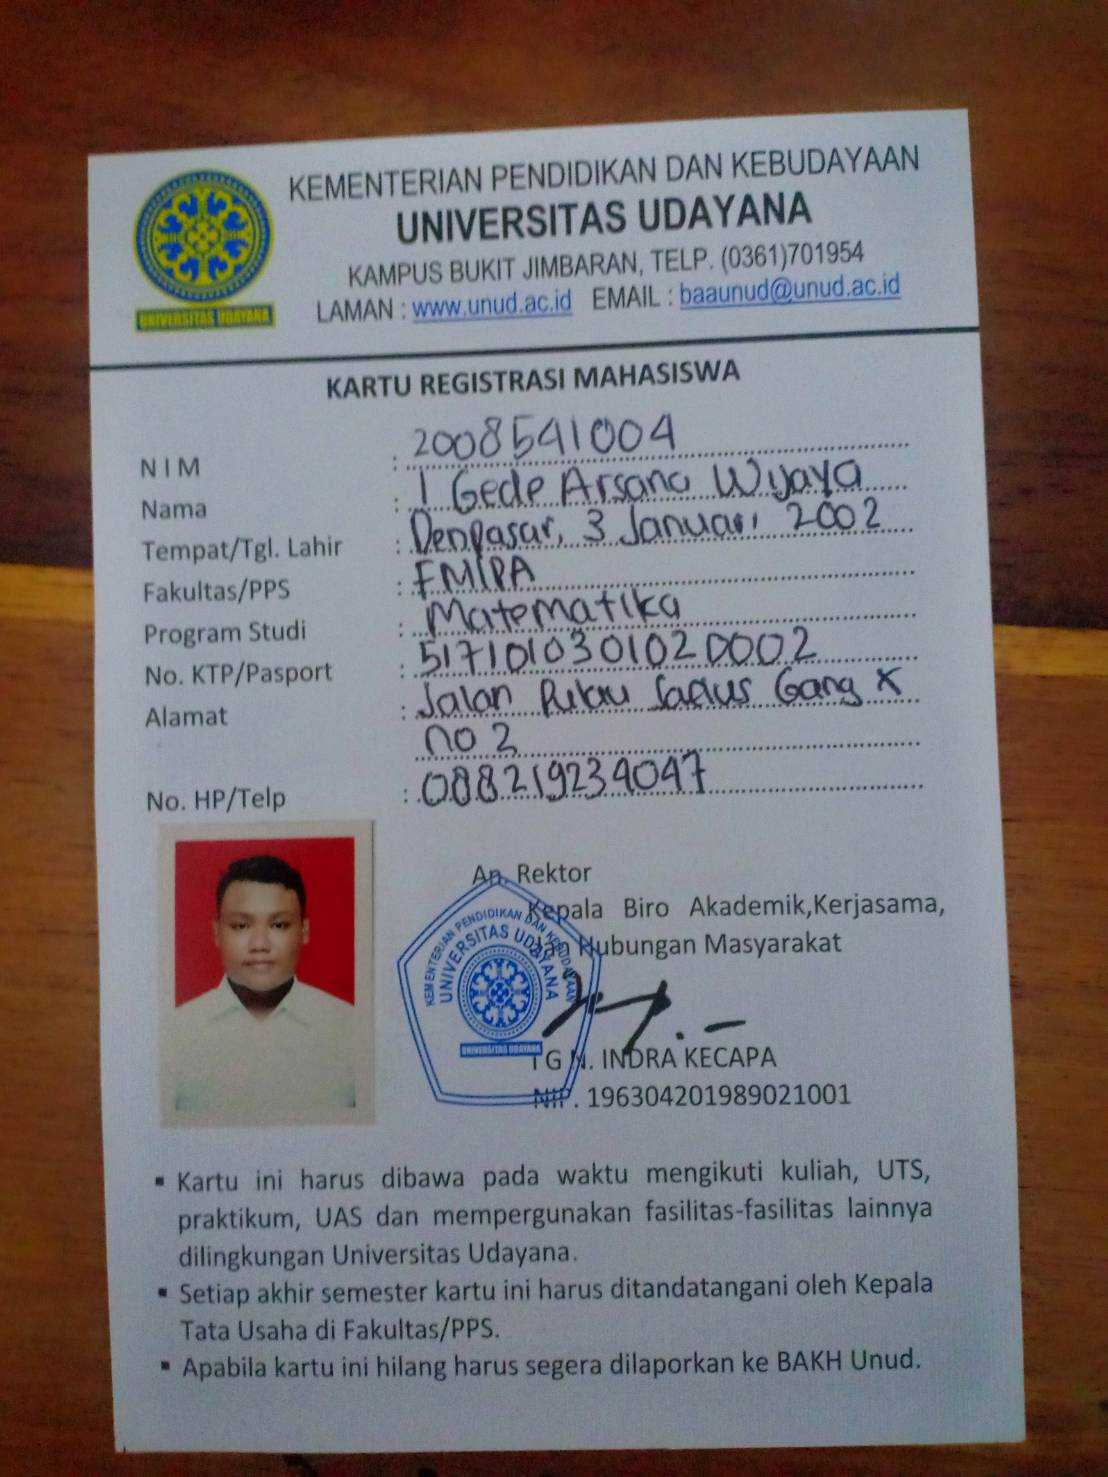 KEMENTERIAN PENDIDIKAN DAN KEBUDAYAAN
UNIVERSITAS UDAYANA
KAMPUS BUKIT JIMBARAN, TELP. (0361)701954
LAMAN : www.unud.ac.id EMAIL : baaunud@unud.ac.id
UNIVERSITAS UDAYANA
KARTU REGISTRASI MAHASISWA
N I M : 2008541004
Nama : I Gede Arsana Wijaya
Tempat/Tgl. Lahir : Denpasar, 3 Januari 2002
Fakultas/PPS : FMIPA
Program Studi : Matematika
No. KTP/Pasport : 5171010301020002
Alamat : Jalan Pulau Gang X
no 2
No. HP/Telp : 088219234047
An. Rektor
Kepala Biro Akademik,Kerjasama,
Hubungan Masyarakat
KEMENTERIAN PENDIDIKAN DAN KEBUDAYAAN
UNIVERSITAS UDAYANA
UNIVERSITAS UDAYANA
I G N. INDRA KECAPA
NIP. 196304201989021001
▪ Kartu ini harus dibawa pada waktu mengikuti kuliah, UTS,
praktikum, UAS dan mempergunakan fasilitas-fasilitas lainnya
dilingkungan Universitas Udayana.
▪ Setiap akhir semester kartu ini harus ditandatangani oleh Kepala
Tata Usaha di Fakultas/PPS.
▪ Apabila kartu ini hilang harus segera dilaporkan ke BAKH Unud.